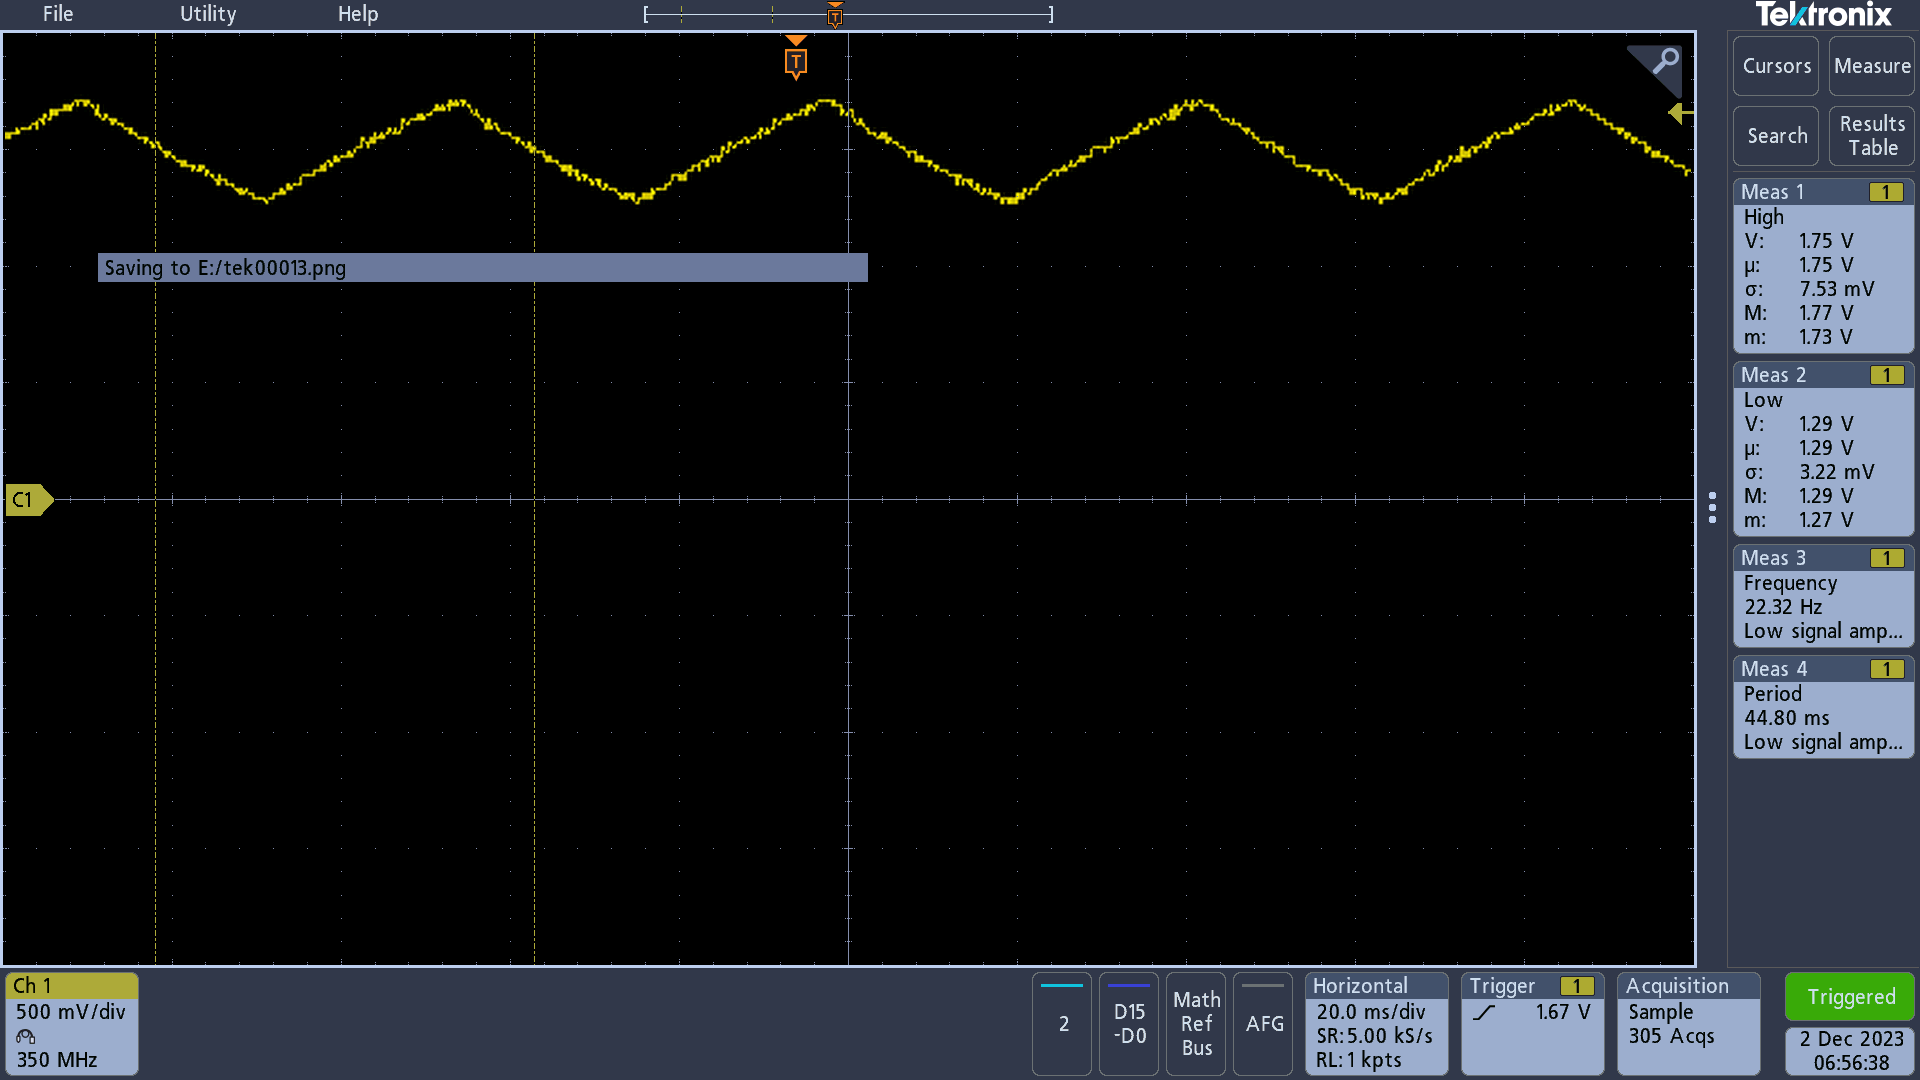 File Utility Help
Tektronix
T
T
Cursors Measure
Search Results Table
Meas 1 1
High
V: 1.75 V
μ: 1.75 V
σ: 7.53 mV
M: 1.77 V
m: 1.73 V
Saving to E:/tek00013.png
Meas 2 1
Low
V: 1.29 V
μ: 1.29 V
σ: 3.22 mV
M: 1.29 V
m: 1.27 V
C1
Meas 3 1
Frequency
22.32 Hz
Low signal amp...
Meas 4 1
Period
44.80 ms
Low signal amp...
Ch 1
500 mV/div
350 MHz
2
D15
-D0
Math
Ref
Bus
AFG
Horizontal
20.0 ms/div
SR: 5.00 kS/s
RL: 1 kpts
Trigger 1
1.67 V
Acquisition
Sample
305 Acqs
Triggered
2 Dec 2023
06:56:38